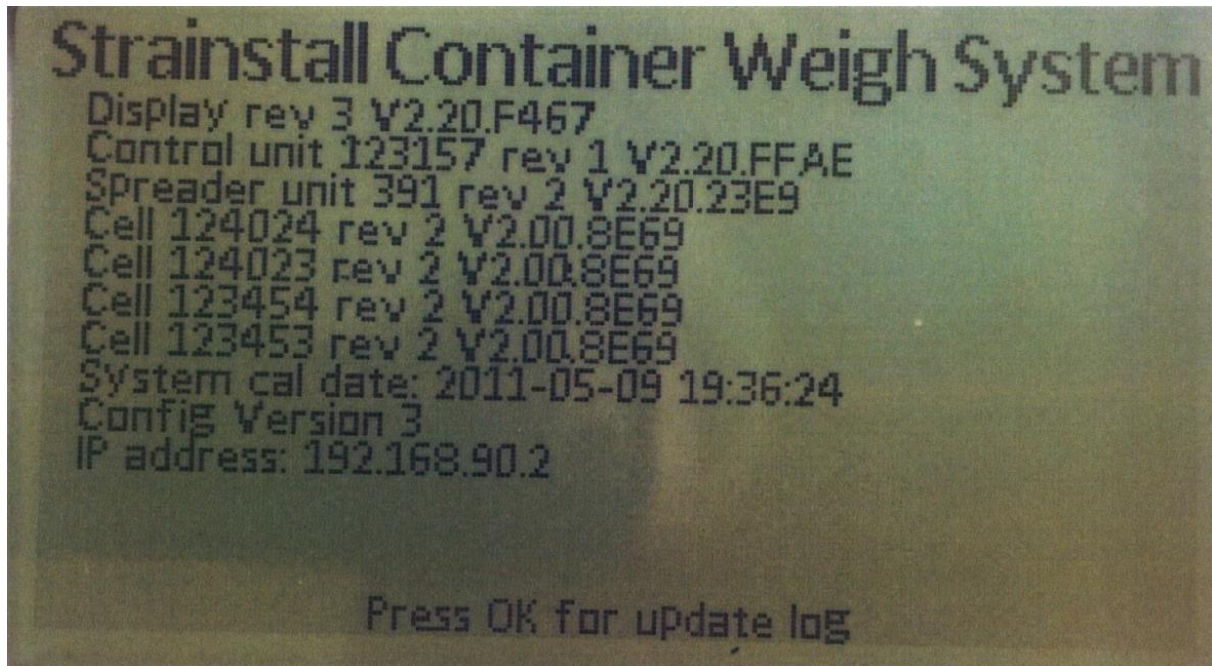 Strainstall Container Weigh System
Display rev 3 V2.20.F467
Control unit 123157 rev 1 V2.20.FFAE
Spreader unit 391 rev 2 V2.20.23E9
Cell 124024 rev 2 V2.00.8E69
Cell 124023 rev 2 V2.00.8E69
Cell 123454 rev 2 V2.00.8E69
Cell 123453 rev 2 V2.00.8E69
System cal date: 2011-05-09 19:36:24
Config Version 3
IP address: 192.168.90.2
Press OK for update log